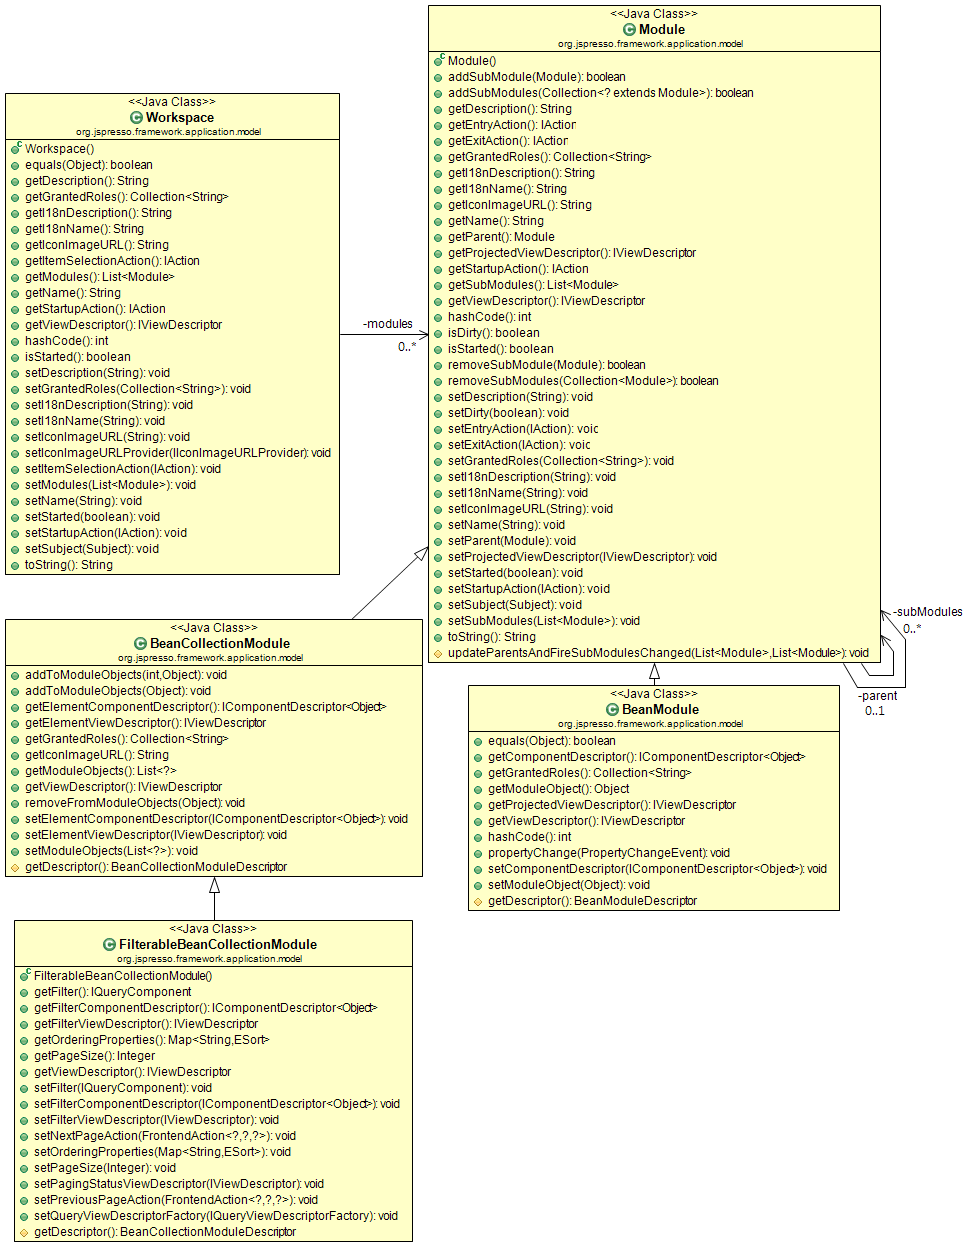 <<Java Class>>
Module
org.jspresso.framework.application.model
Module()
addSubModule(Module): boolean
addSubModules(Collection<? extends Module>): boolean
getDescription(): String
getEntryAction(): IAction
getExitAction(): IAction
getGrantedRoles(): Collection<String>
getI18nDescription(): String
getI18nName(): String
getIconImageURL(): String
getName(): String
getParent(): Module
getProjectedViewDescriptor(): IViewDescriptor
getStartupAction(): IAction
getSubModules(): List<Module>
getViewDescriptor(): IViewDescriptor
hashCode(): int
isDirty(): boolean
isStarted(): boolean
removeSubModule(Module): boolean
removeSubModules(Collection<Module>): boolean
setDescription(String): void
setDirty(boolean): void
setEntryAction(IAction): void
setExitAction(IAction): void
setGrantedRoles(Collection<String>): void
setI18nDescription(String): void
setI18nName(String): void
setIconImageURL(String): void
setName(String): void
setParent(Module): void
setProjectedViewDescriptor(IViewDescriptor): void
setStarted(boolean): void
setStartupAction(IAction): void
setSubject(Subject): void
setSubModules(List<Module>): void
toString(): String
updateParentsAndFireSubModulesChanged(List<Module>,List<Module>): void
<<Java Class>>
Workspace
org.jspresso.framework.application.model
Workspace()
equals(Object): boolean
getDescription(): String
getGrantedRoles(): Collection<String>
getI18nDescription(): String
getI18nName(): String
getIconImageURL(): String
getItemSelectionAction(): IAction
getModules(): List<Module>
getName(): String
getStartupAction(): IAction
getViewDescriptor(): IViewDescriptor
hashCode(): int
isStarted(): boolean
setDescription(String): void
setGrantedRoles(Collection<String>): void
setI18nDescription(String): void
setI18nName(String): void
setIconImageURL(String): void
setIconImageURLProvider(IIconImageURLProvider): void
setItemSelectionAction(IAction): void
setModules(List<Module>): void
setName(String): void
setStarted(boolean): void
setStartupAction(IAction): void
setSubject(Subject): void
toString(): String
-modules
0..*
-subModules
0..*
-parent
0..1
<<Java Class>>
BeanCollectionModule
org.jspresso.framework.application.model
addToModuleObjects(int,Object): void
addToModuleObjects(Object): void
getElementComponentDescriptor(): IComponentDescriptor<Object>
getElementViewDescriptor(): IViewDescriptor
getGrantedRoles(): Collection<String>
getIconImageURL(): String
getModuleObjects(): List<?>
getViewDescriptor(): IViewDescriptor
removeFromModuleObjects(Object): void
setElementComponentDescriptor(IComponentDescriptor<Object>): void
setElementViewDescriptor(IViewDescriptor): void
setModuleObjects(List<?>): void
getDescriptor(): BeanCollectionModuleDescriptor
<<Java Class>>
BeanModule
org.jspresso.framework.application.model
equals(Object): boolean
getComponentDescriptor(): IComponentDescriptor<Object>
getGrantedRoles(): Collection<String>
getModuleObject(): Object
getProjectedViewDescriptor(): IViewDescriptor
getViewDescriptor(): IViewDescriptor
hashCode(): int
propertyChange(PropertyChangeEvent): void
setComponentDescriptor(IComponentDescriptor<Object>): void
setModuleObject(Object): void
getDescriptor(): BeanModuleDescriptor
<<Java Class>>
FilterableBeanCollectionModule
org.jspresso.framework.application.model
FilterableBeanCollectionModule()
getFilter(): IQueryComponent
getFilterComponentDescriptor(): IComponentDescriptor<Object>
getFilterViewDescriptor(): IViewDescriptor
getOrderingProperties(): Map<String,ESort>
getPageSize(): Integer
getViewDescriptor(): IViewDescriptor
setFilter(IQueryComponent): void
setFilterComponentDescriptor(IComponentDescriptor<Object>): void
setFilterViewDescriptor(IViewDescriptor): void
setNextPageAction(FrontendAction<?,?,?>): void
setOrderingProperties(Map<String,ESort>): void
setPageSize(Integer): void
setPagingStatusViewDescriptor(IViewDescriptor): void
setPreviousPageAction(FrontendAction<?,?,?>): void
setQueryViewDescriptorFactory(IQueryViewDescriptorFactory): void
getDescriptor(): BeanCollectionModuleDescriptor